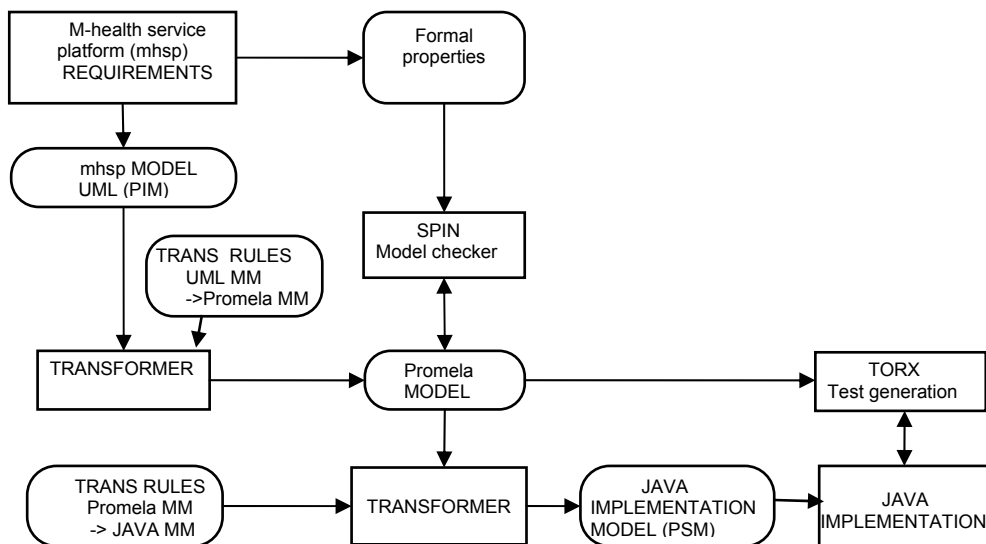 M-health service
platform (mhsp)
REQUIREMENTS
Formal
properties
mhsp MODEL
UML (PIM)
SPIN
Model checker
TRANS RULES
UML MM
->Promela MM
TRANSFORMER
Promela
MODEL
TORX
Test generation
TRANS RULES
Promela MM
-> JAVA MM
TRANSFORMER
JAVA
IMPLEMENTATION
MODEL (PSM)
JAVA
IMPLEMENTATION